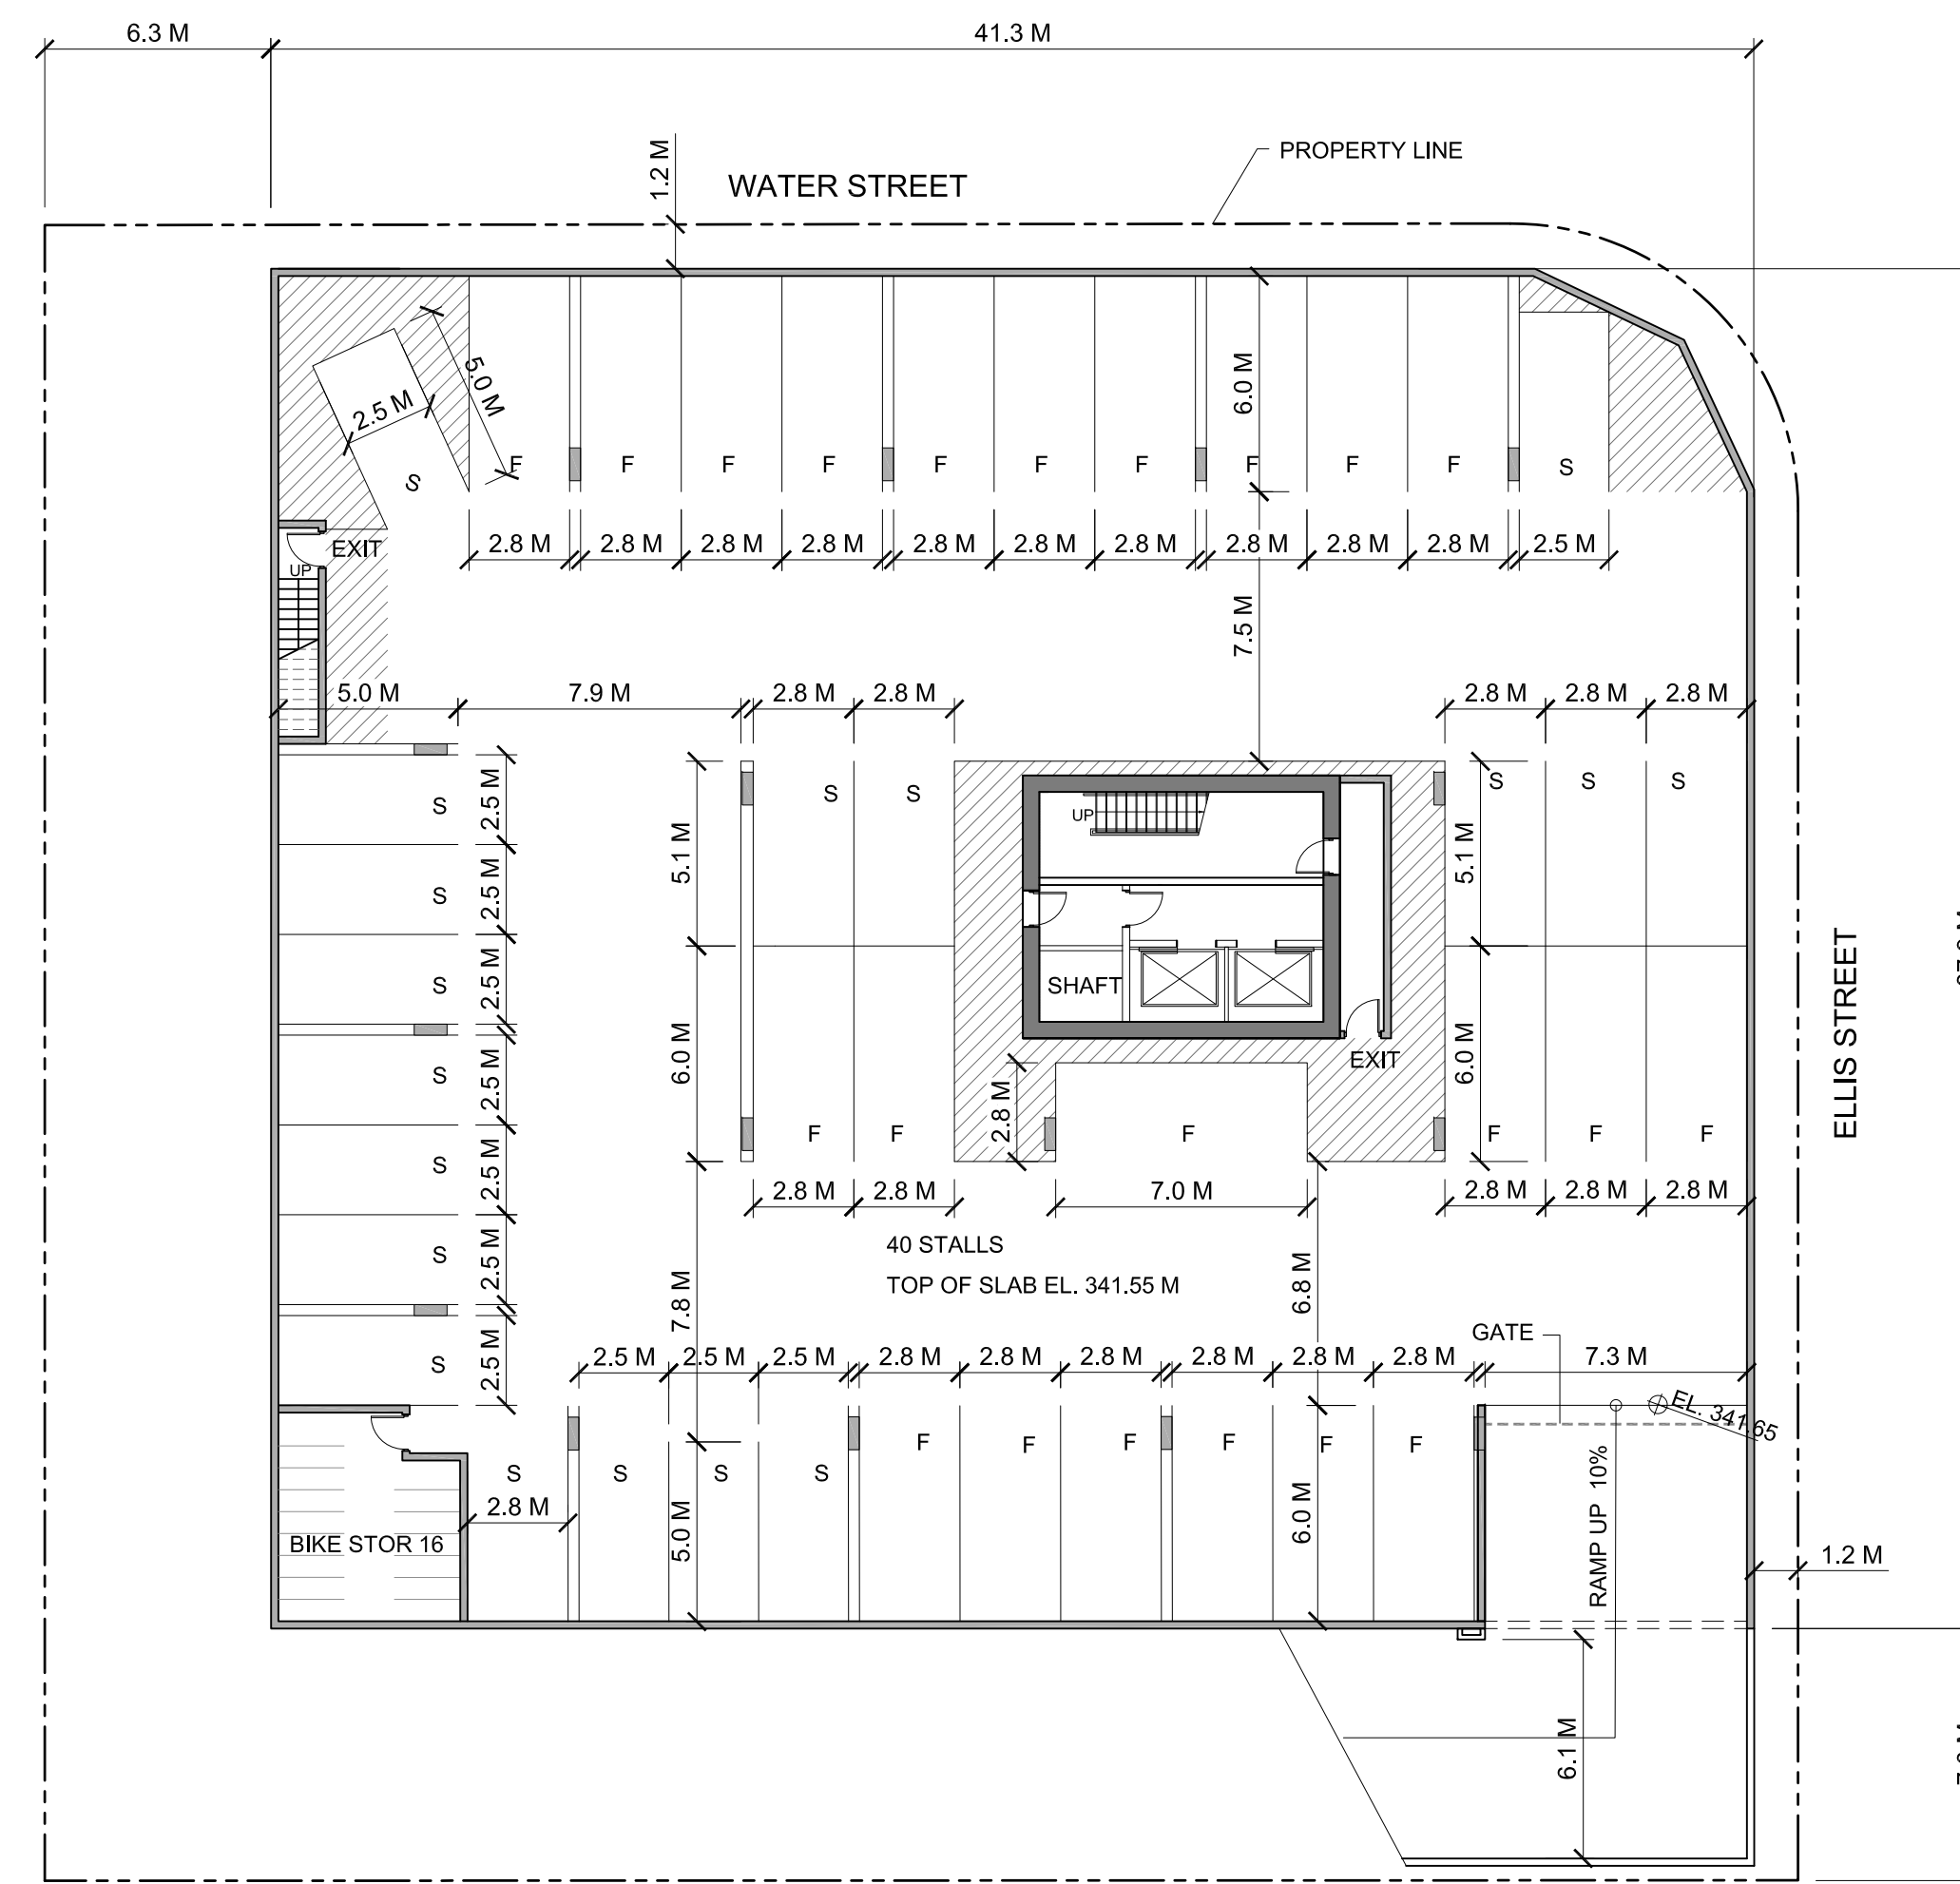 6.3 M
41.3 M
1.2 M
PROPERTY LINE
WATER STREET
5.0 M
2.5 M
6.0 M
S
F
F
F
F
F
F
F
F
F
F
S
EXIT
UP
2.8 M
2.8 M
2.8 M
2.8 M
2.8 M
2.8 M
2.8 M
2.8 M
2.8 M
2.8 M
2.5 M
7.5 M
5.0 M
7.9 M
2.8 M
2.8 M
2.8 M
2.8 M
2.8 M
S
S
S
S
S
S
2.5 M
5.1 M
UP
5.1 M
S
2.5 M
ELLIS STREET
S
2.5 M
SHAFT
S
2.5 M
6.0 M
EXIT
6.0 M
2.8 M
F
F
F
F
F
F
S
2.5 M
2.8 M
2.8 M
7.0 M
2.8 M
2.8 M
2.8 M
S
2.5 M
40 STALLS
TOP OF SLAB EL. 341.55 M
7.8 M
6.8 M
GATE
S
2.5 M
2.5 M
2.5 M
2.5 M
2.8 M
2.8 M
2.8 M
2.8 M
2.8 M
2.8 M
7.3 M
EL. 341.65
F
F
F
F
F
F
S
S
S
S
2.8 M
5.0 M
6.0 M
RAMP UP 10%
BIKE STOR 16
1.2 M
6.1 M